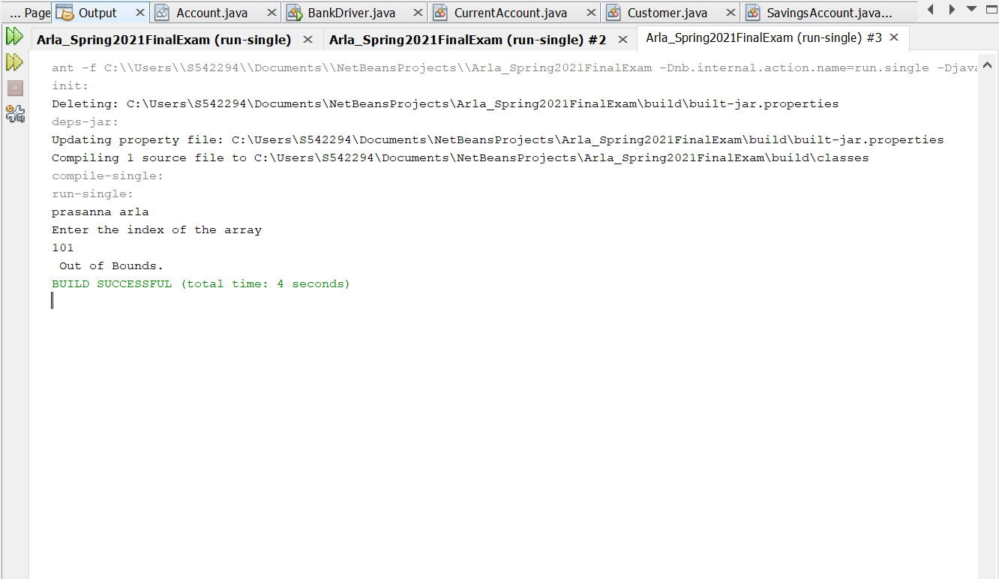 ... Page Output Account.java BankDriver.java CurrentAccount.java Customer.java SavingsAccount.java...
Arla_Spring2021FinalExam (run-single) Arla_Spring2021FinalExam (run-single) #2 Arla_Spring2021FinalExam (run-single) #3
ant -f C:\\Users\\S542294\\Documents\\NetBeansProjects\\Arla_Spring2021FinalExam -Dnb.internal.action.name=run.single -Djava
init:
Deleting: C:\Users\S542294\Documents\NetBeansProjects\Arla_Spring2021FinalExam\build\built-jar.properties
deps-jar:
Updating property file: C:\Users\S542294\Documents\NetBeansProjects\Arla_Spring2021FinalExam\build\built-jar.properties
Compiling 1 source file to C:\Users\S542294\Documents\NetBeansProjects\Arla_Spring2021FinalExam\build\classes
compile-single:
run-single:
prasanna arla
Enter the index of the array
101
 Out of Bounds.
BUILD SUCCESSFUL (total time: 4 seconds)